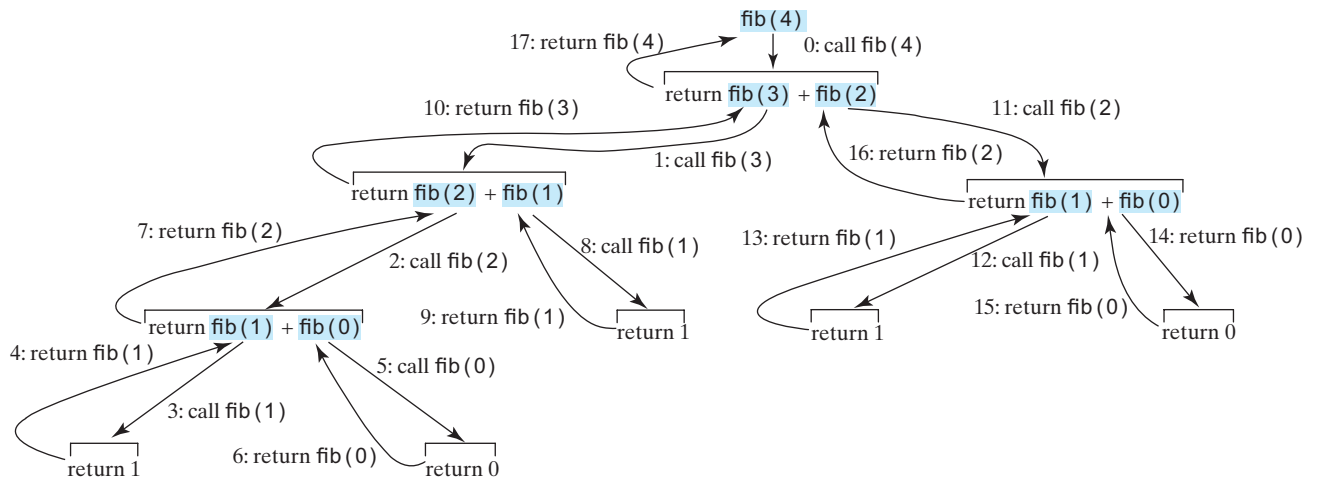 fib(4)
17: return fib(4)
0: call fib(4)
return fib(3) + fib(2)
10: return fib(3)
11: call fib(2)
1: call fib(3)
16: return fib(2)
return fib(2) + fib(1)
return fib(1) + fib(0)
7: return fib(2)
2: call fib(2)
8: call fib(1)
13: return fib(1)
14: return fib(0)
12: call fib(1)
9: return fib(1)
15: return fib(0)
return fib(1) + fib(0)
return 1
return 1
return 0
4: return fib(1)
5: call fib(0)
3: call fib(1)
6: return fib(0)
return 1
return 0